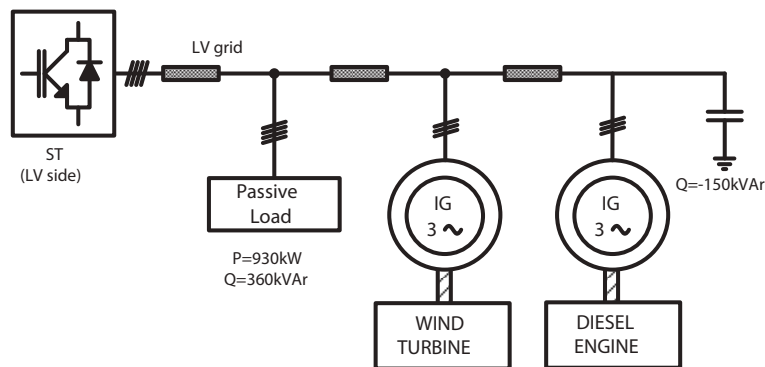 LV grid
ST
(LV side)
Passive
Load
P=930kW
Q=360kVAr
IG
3
WIND
TURBINE
IG
3
DIESEL
ENGINE
Q=-150kVAr